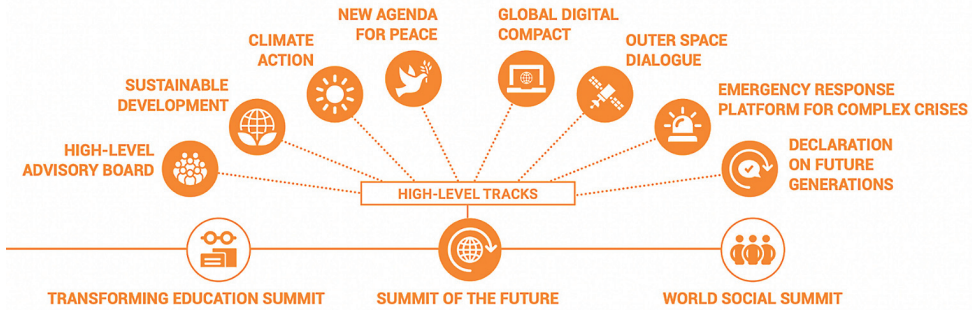 HIGH-LEVEL
ADVISORY BOARD
SUSTAINABLE
DEVELOPMENT
CLIMATE
ACTION
NEW AGENDA
FOR PEACE
GLOBAL DIGITAL
COMPACT
OUTER SPACE
DIALOGUE
EMERGENCY RESPONSE
PLATFORM FOR COMPLEX CRISES
DECLARATION
ON FUTURE
GENERATIONS
HIGH-LEVEL TRACKS
TRANSFORMING EDUCATION SUMMIT
SUMMIT OF THE FUTURE
WORLD SOCIAL SUMMIT